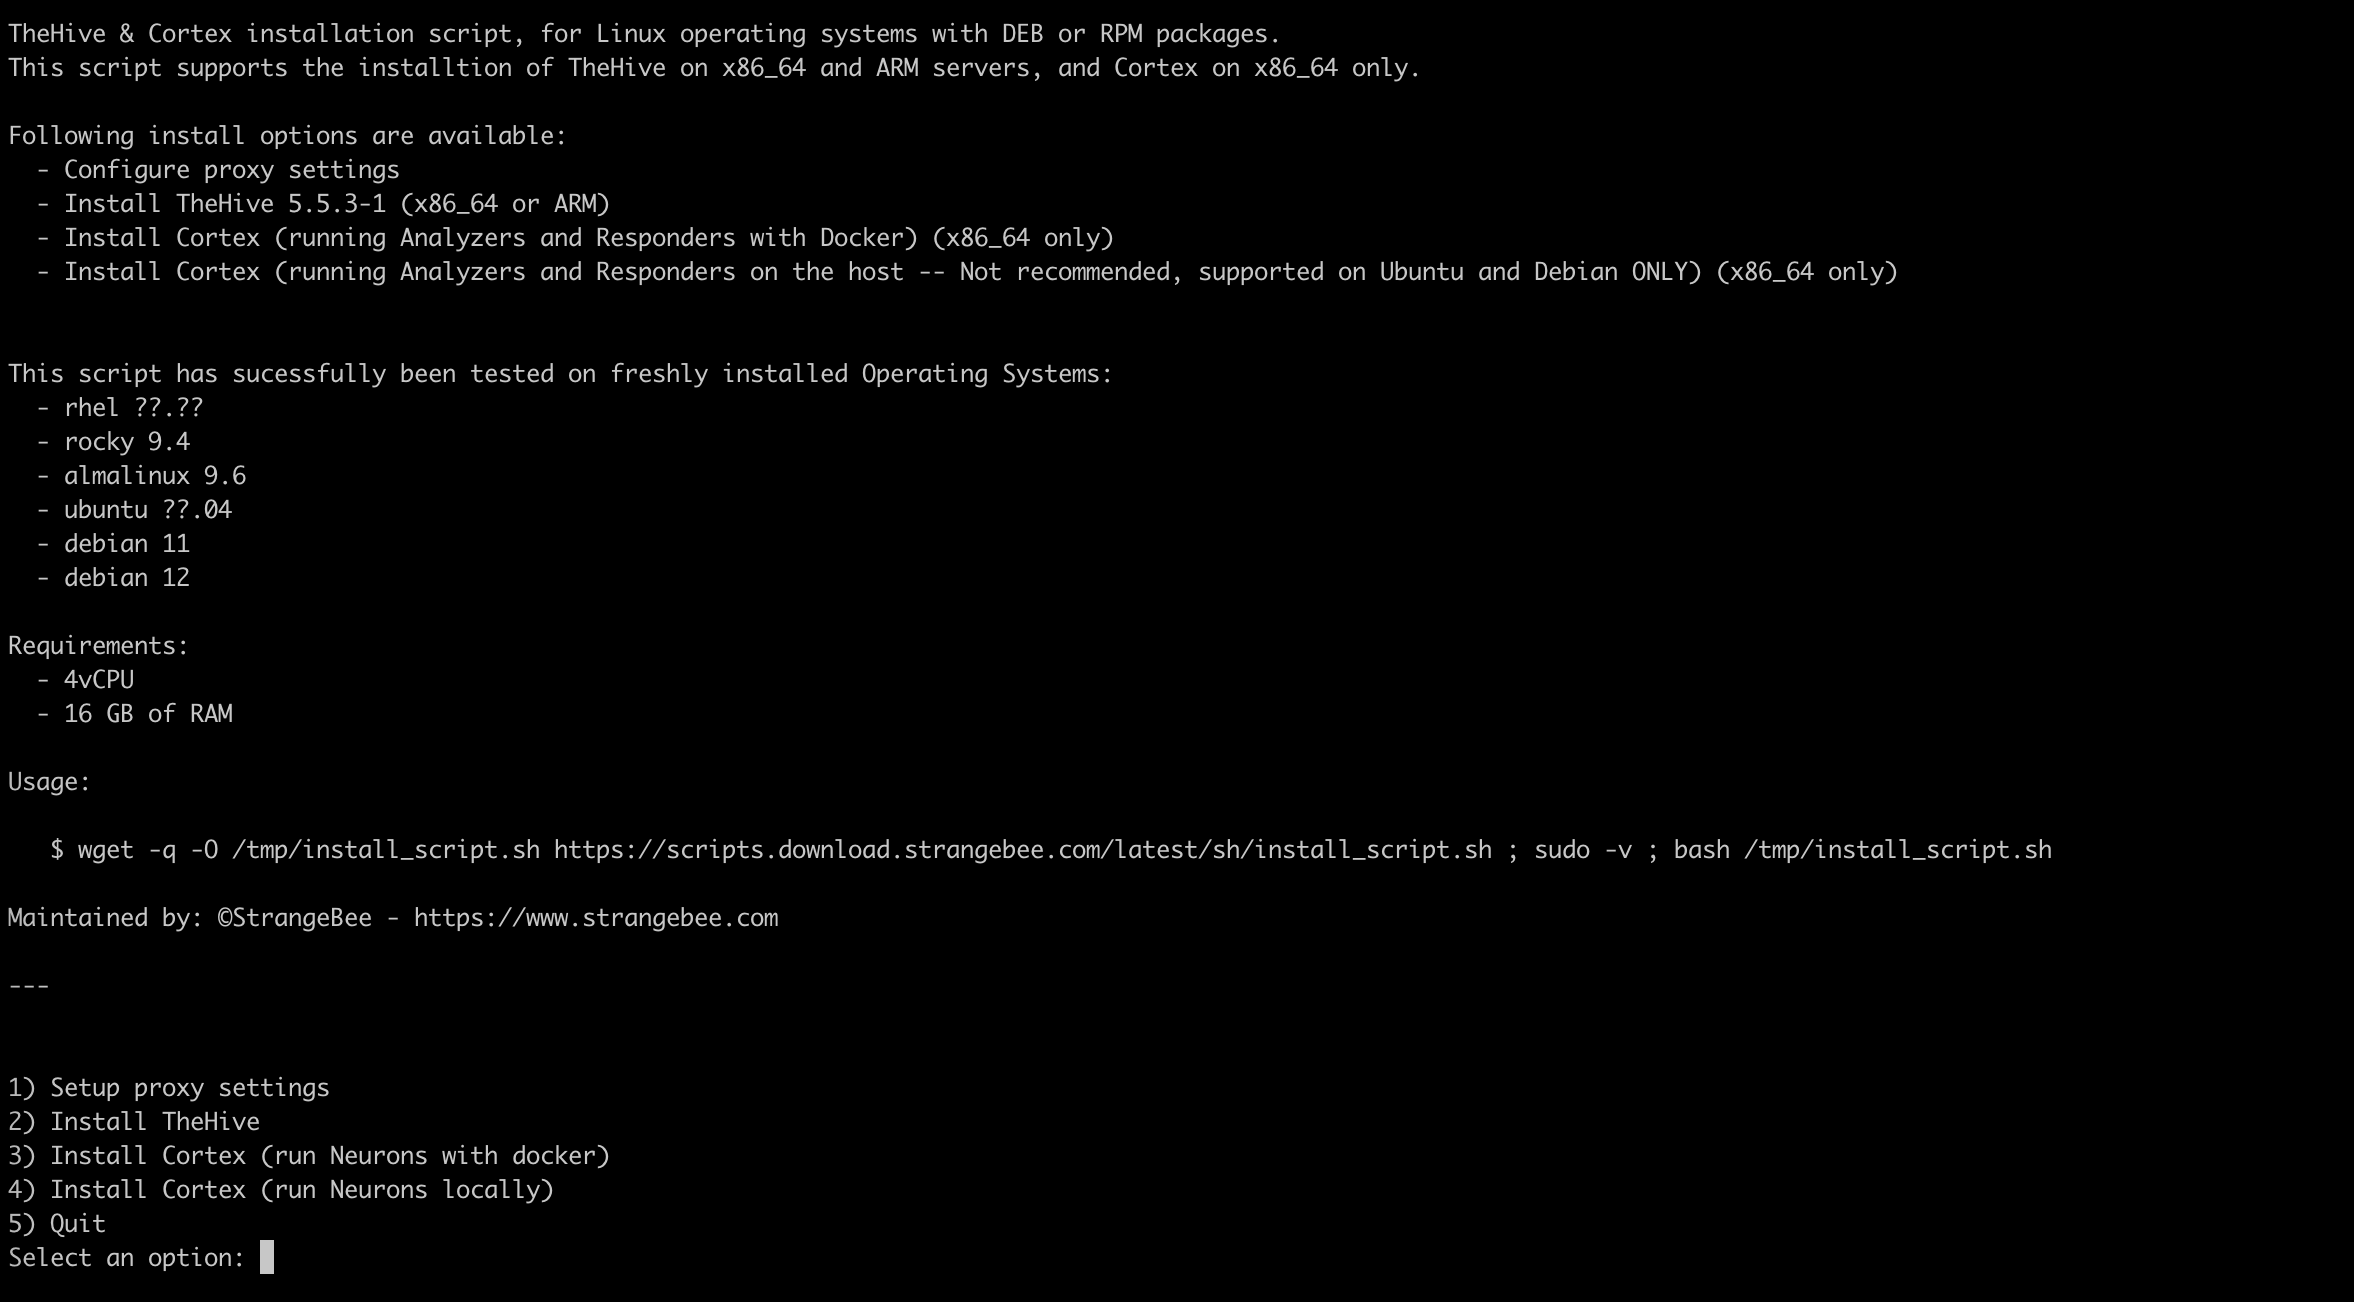 TheHive & Cortex installation script, for Linux operating systems with DEB or RPM packages.
This script supports the installtion of TheHive on x86_64 and ARM servers, and Cortex on x86_64 only.
Following install options are available:
- Configure proxy settings
- Install TheHive 5.5.3-1 (x86_64 or ARM)
- Install Cortex (running Analyzers and Responders with Docker) (x86_64 only)
- Install Cortex (running Analyzers and Responders on the host -- Not recommended, supported on Ubuntu and Debian ONLY) (x86_64 only)
This script has sucessfully been tested on freshly installed Operating Systems:
- rhel ??.??
- rocky 9.4
- almalinux 9.6
- ubuntu ??.04
- debian 11
- debian 12
Requirements:
- 4vCPU
- 16 GB of RAM
Usage:
$ wget -q -O /tmp/install_script.sh https://scripts.download.strangebee.com/latest/sh/install_script.sh ; sudo -v ; bash /tmp/install_script.sh
Maintained by: ©StrangeBee - https://www.strangebee.com
---
1) Setup proxy settings
2) Install TheHive
3) Install Cortex (run Neurons with docker)
4) Install Cortex (run Neurons locally)
5) Quit
Select an option: